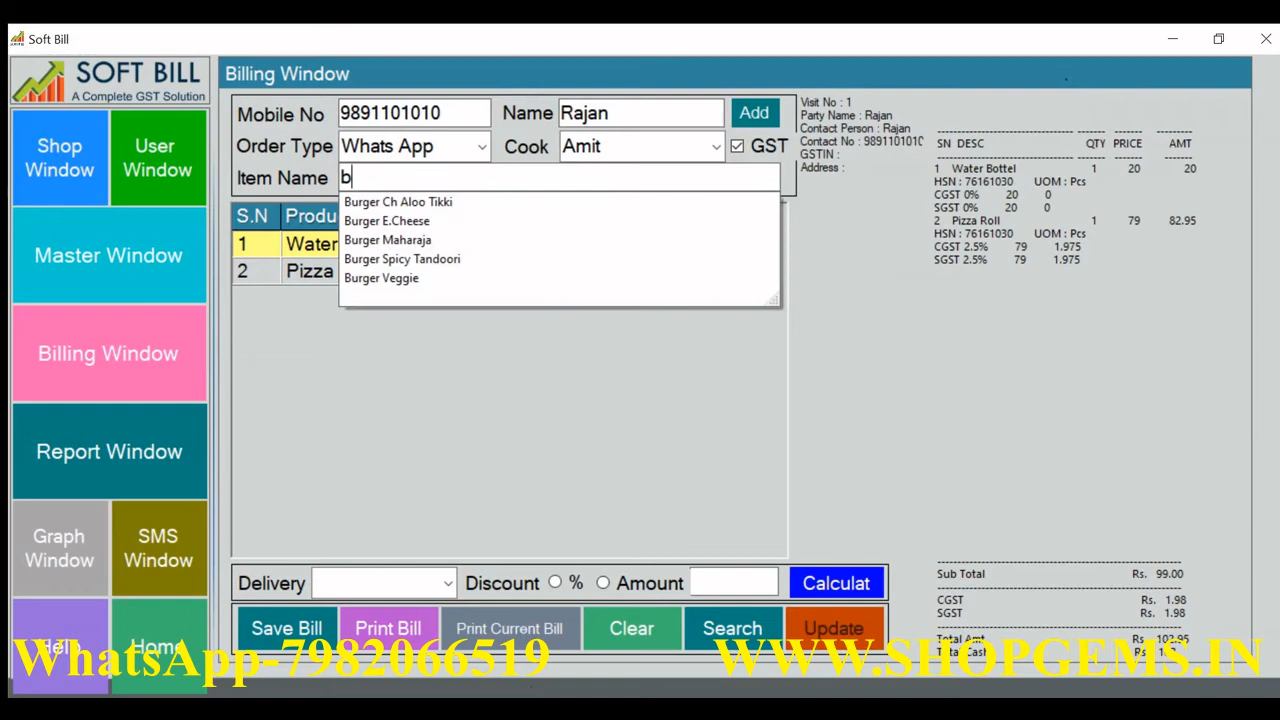 Soft Bill
SOFT BILL
A Complete GST Solution
Shop Window
User Window
Master Window
Billing Window
Report Window
Graph Window
SMS Window
Help
Home
Billing Window
Mobile No 9891101010 Name Rajan Add
Order Type Whats App Cook Amit GST
Item Name b
Burger Ch Aloo Tikki
Burger E.Cheese
Burger Maharaja
Burger Spicy Tandoori
Burger Veggie
S.N Produ
1 Water
2 Pizza
Visit No : 1
Party Name : Rajan
Contact Person : Rajan
Contact No : 9891101010
GSTIN :
Address :
SN DESC QTY PRICE AMT
1 Water Bottel 1 20 20
HSN : 76161030 UOM : Pcs
CGST 0% 20 0
SGST 0% 20 0
2 Pizza Roll 1 79 82.95
HSN : 76161030 UOM : Pcs
CGST 2.5% 79 1.975
SGST 2.5% 79 1.975
Sub Total Rs. 99.00
CGST Rs. 1.98
SGST Rs. 1.98
Total Amt Rs 102.95
Total Cash Rs
Delivery Discount % Amount Calculat
Save Bill Print Bill Print Current Bill Clear Search Update
WhatsApp-7982066519 WWW.SHOPGEMS.IN